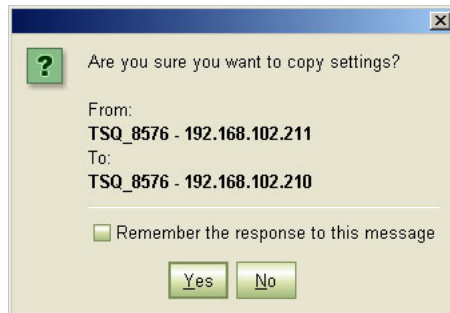 ?
Are you sure you want to copy settings?
From:
TSQ_8576 - 192.168.102.211
To:
TSQ_8576 - 192.168.102.210
Remember the response to this message
Yes No